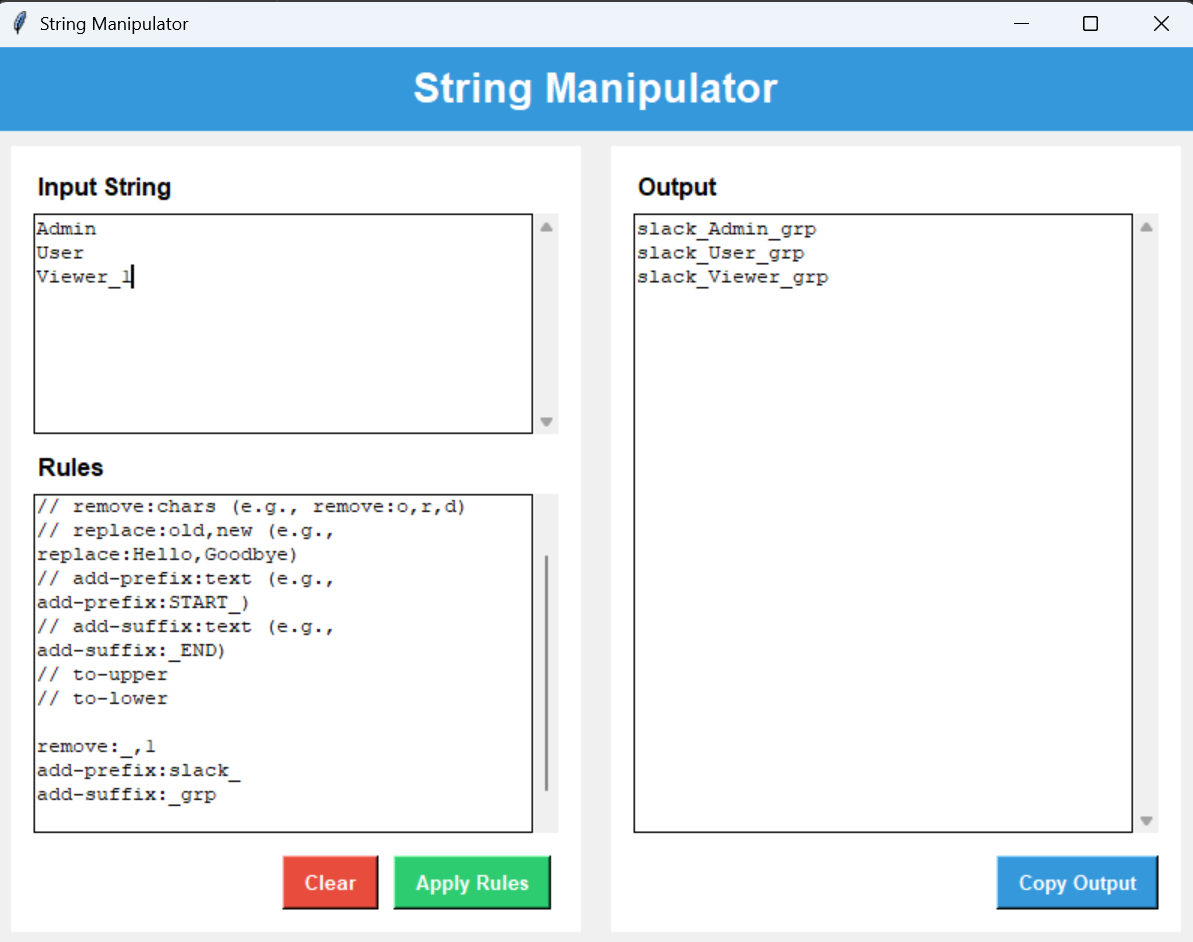 String Manipulator
String Manipulator
Input String
Admin
User
Viewer_1
Rules
// remove:chars (e.g., remove:o,r,d)
// replace:old,new (e.g.,
replace:Hello,Goodbye)
// add-prefix:text (e.g.,
add-prefix:START_)
// add-suffix:text (e.g.,
add-suffix:_END)
// to-upper
// to-lower
remove:_,1
add-prefix:slack_
add-suffix:_grp
Clear
Apply Rules
Output
slack_Admin_grp
slack_User_grp
slack_Viewer_grp
Copy Output